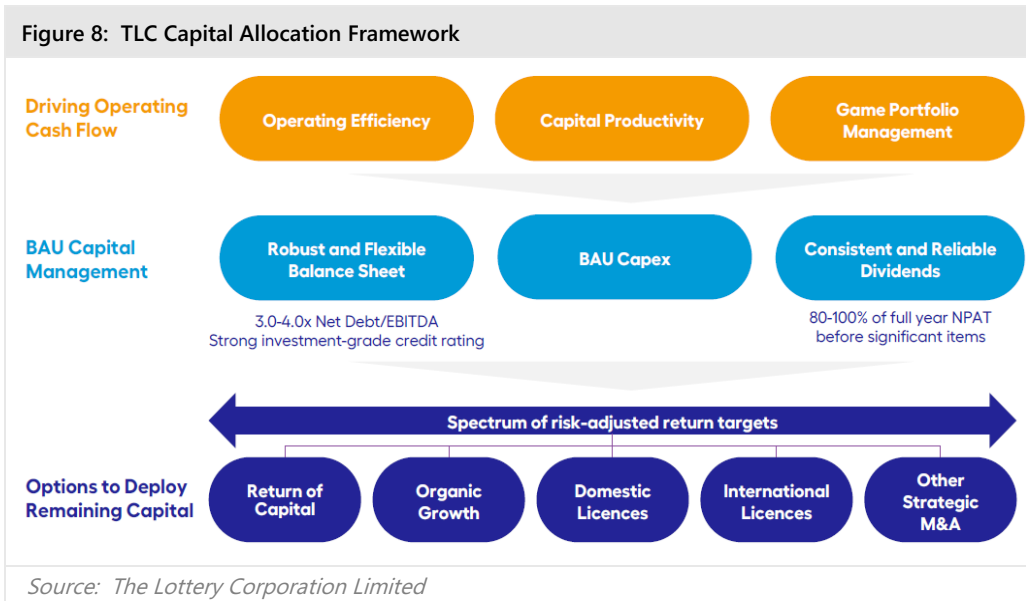 Figure 8: TLC Capital Allocation Framework
Driving Operating
Cash Flow
Operating Efficiency
Capital Productivity
Game Portfolio
Management
BAU Capital
Management
Robust and Flexible
Balance Sheet
BAU Capex
Consistent and Reliable
Dividends
3.0-4.0x Net Debt/EBITDA
Strong investment-grade credit rating
80-100% of full year NPAT
before significant items
Spectrum of risk-adjusted return targets
Options to Deploy
Remaining Capital
Return of
Capital
Organic
Growth
Domestic
Licences
International
Licences
Other
Strategic
M&A
Source: The Lottery Corporation Limited